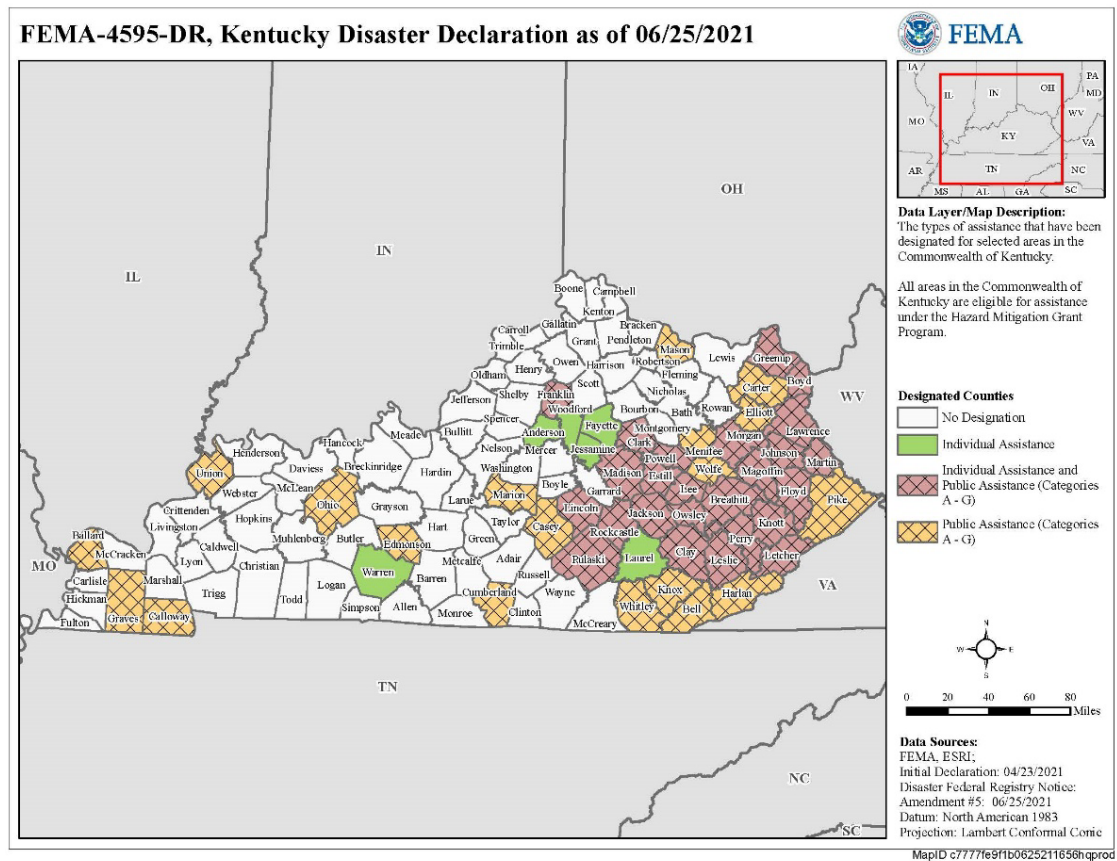 FEMA-4595-DR, Kentucky Disaster Declaration as of 06/25/2021
FEMA
IA
IL
IN
OH
PA
MD
WV
MO
KY
VA
AR
TN
NC
MS
AL
GA
SC
Data Layer/Map Description:
The types of assistance that have been
designated for selected areas in the
Commonwealth of Kentucky.
All areas in the Commonwealth of
Kentucky are eligible for assistance
under the Hazard Mitigation Grant
Program.
Designated Counties
No Designation
Individual Assistance
Individual Assistance and
Public Assistance (Categories
A - G)
Public Assistance (Categories
A - G)
N
W
E
S
0 20 40 60 80
Miles
Data Sources:
FEMA, ESRI;
Initial Declaration: 04/23/2021
Disaster Federal Registry Notice:
Amendment #5: 06/25/2021
Datum: North American 1983
Projection: Lambert Conformal Conic
MapID c7777fe9f1b0625211656hqprod
OH
IN
IL
WV
MO
VA
TN
NC
SC
Boone
Campbell
Kenton
Gallatin
Bracken
Carroll
Grant
Pendleton
Trimble
Mason
Lewis
Greenup
Owen
Harrison
Robertson
Henry
Fleming
Oldham
Boyd
Carter
Scott
Nicholas
Shelby
Franklin
Jefferson
Woodford
Bourbon
Bath
Rowan
Elliott
Spencer
Fayette
Anderson
Montgomery
Lawrence
Meade
Bullitt
Clark
Morgan
Hancock
Nelson
Mercer
Jessamine
Menifee
Johnson
Henderson
Powell
Martin
Washington
Madison
Estill
Wolfe
Magoffin
Union
Daviess
Breckinridge
Hardin
Boyle
Garrard
Lee
Floyd
McLean
Webster
Larue
Marion
Breathitt
Pike
Ohio
Grayson
Lincoln
Crittenden
Jackson
Owsley
Hopkins
Taylor
Casey
Knott
Livingston
Hart
Rockcastle
Muhlenberg
Butler
Green
Perry
Ballard
Caldwell
Edmonson
Clay
Letcher
McCracken
Lyon
Metcalfe
Adair
Pulaski
Laurel
Leslie
Christian
Warren
Carlisle
Marshall
Russell
Barren
Logan
Hickman
Trigg
Todd
Cumberland
Wayne
Knox
Harlan
Simpson
Allen
Monroe
Clinton
Whitley
Bell
Fulton
Graves
Calloway
McCreary